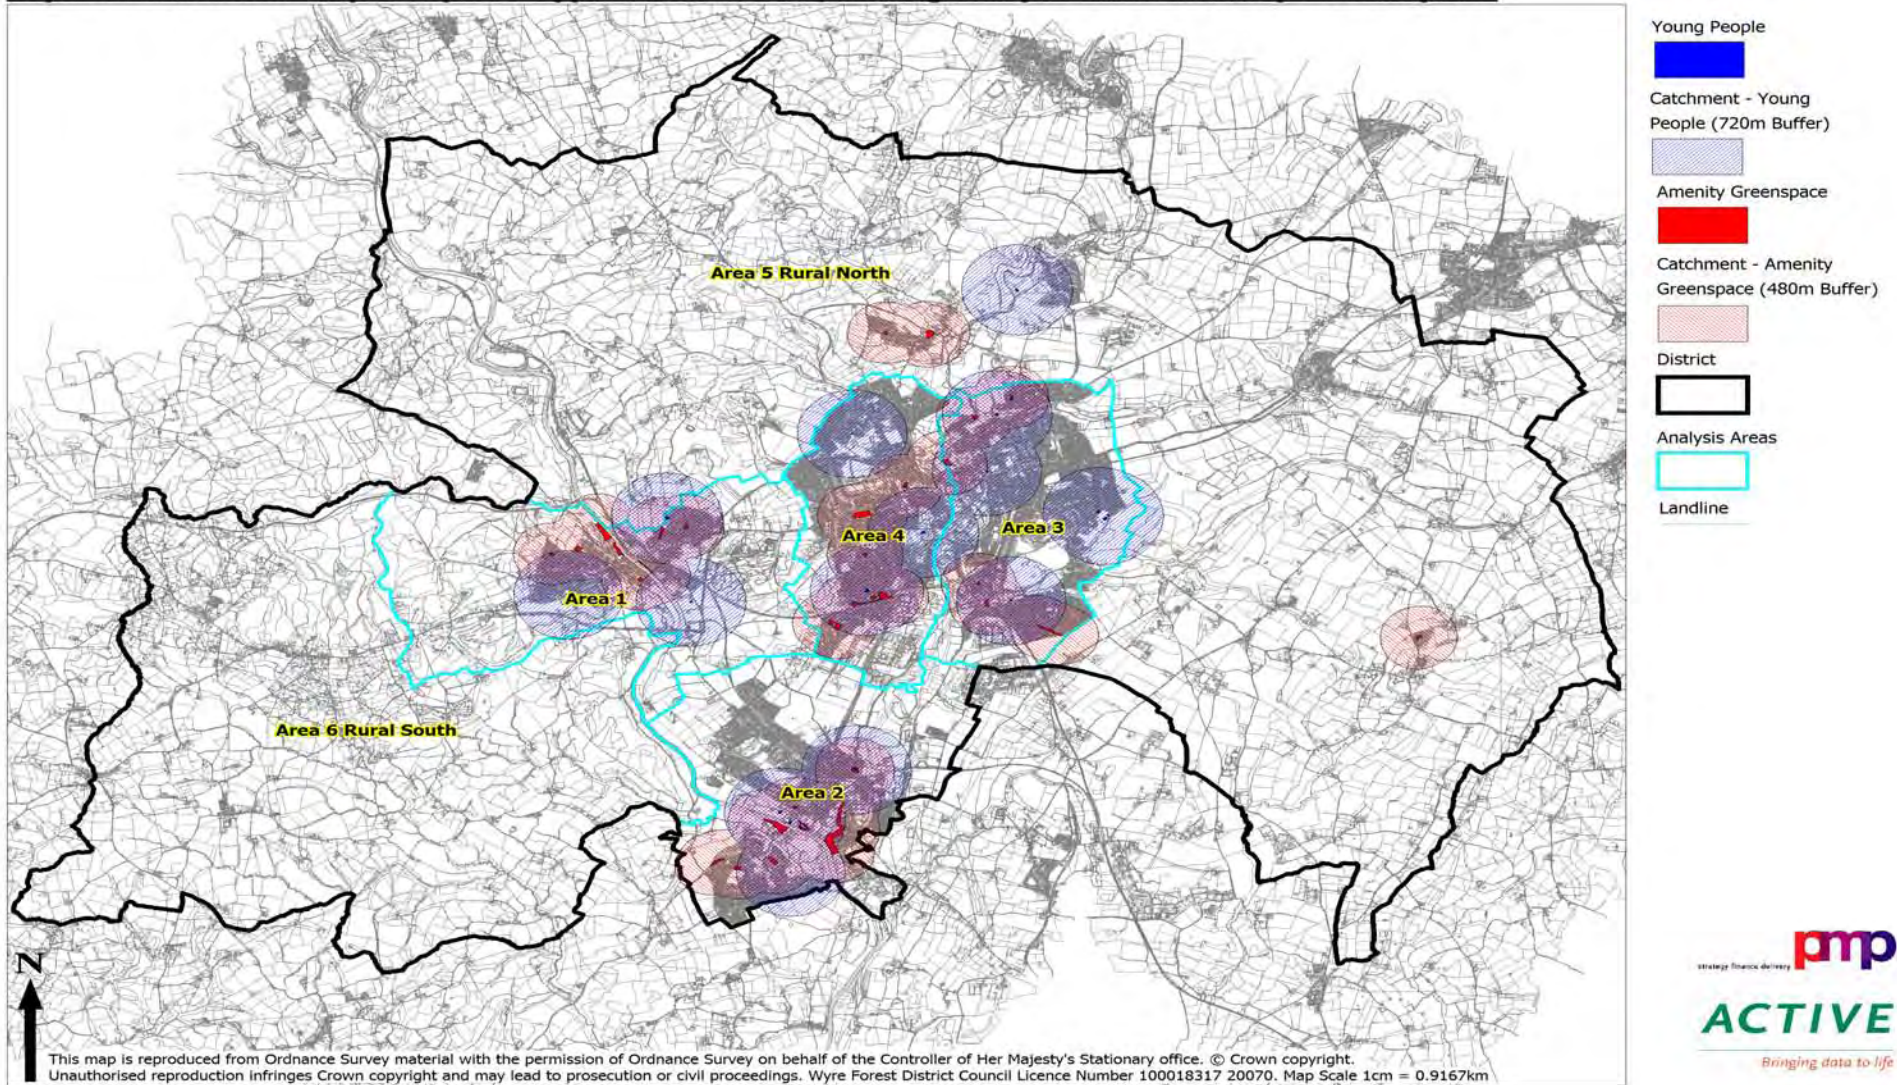 Young People
Catchment - Young
People (720m Buffer)
Amenity Greenspace
Catchment - Amenity
Greenspace (480m Buffer)
District
Analysis Areas
Landline
Area 5 Rural North
Area 4
Area 3
Area 1
Area 6 Rural South
Area 2
N
This map is reproduced from Ordnance Survey material with the permission of Ordnance Survey on behalf of the Controller of Her Majesty's Stationary office. © Crown copyright.
Unauthorised reproduction infringes Crown copyright and may lead to prosecution or civil proceedings. Wyre Forest District Council Licence Number 100018317 20070. Map Scale 1cm = 0.9167km
strategy finance delivery pmp
ACTIVE
Bringing data to life